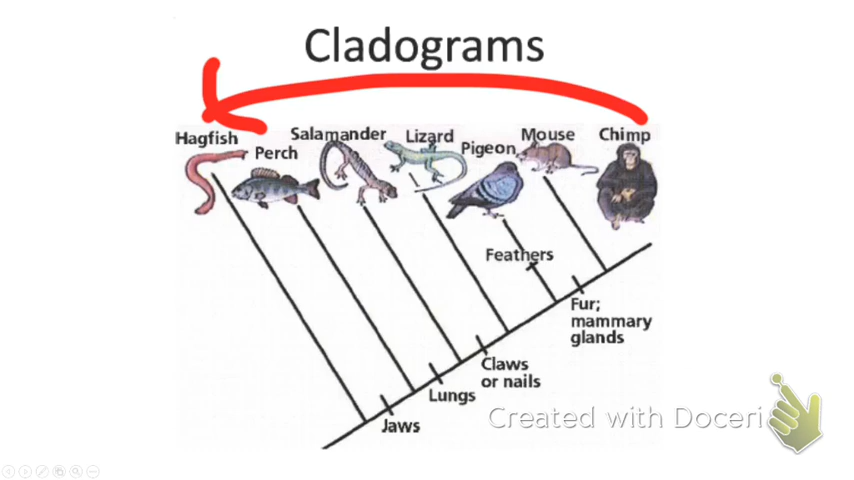 Cladograms
Hagfish
Perch
Salamander
Lizard
Pigeon
Mouse
Chimp
Feathers
Fur;
mammary
glands
Claws
or nails
Lungs
Jaws
Created with Doceri